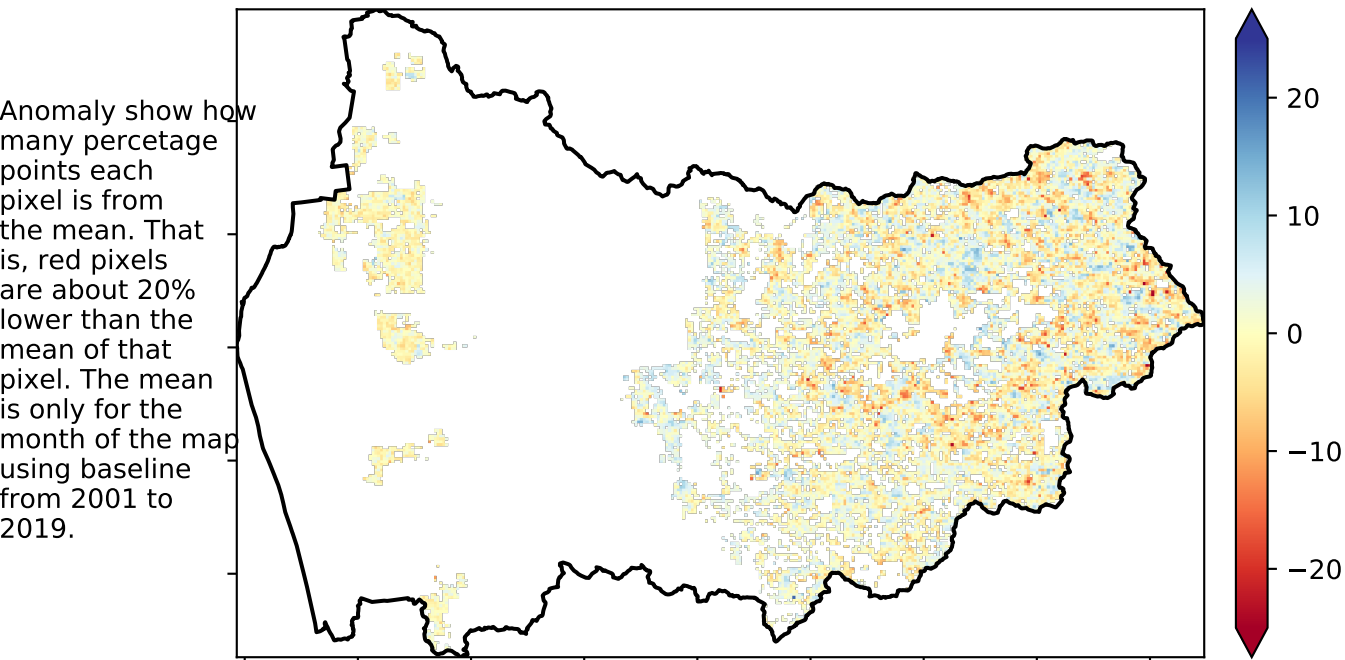 Anomaly show how
many percetage
points each
pixel is from
the mean. That
is, red pixels
are about 20%
lower than the
mean of that
pixel. The mean
is only for the
month of the map
using baseline
from 2001 to
2019.
20
10
0
−10
−20